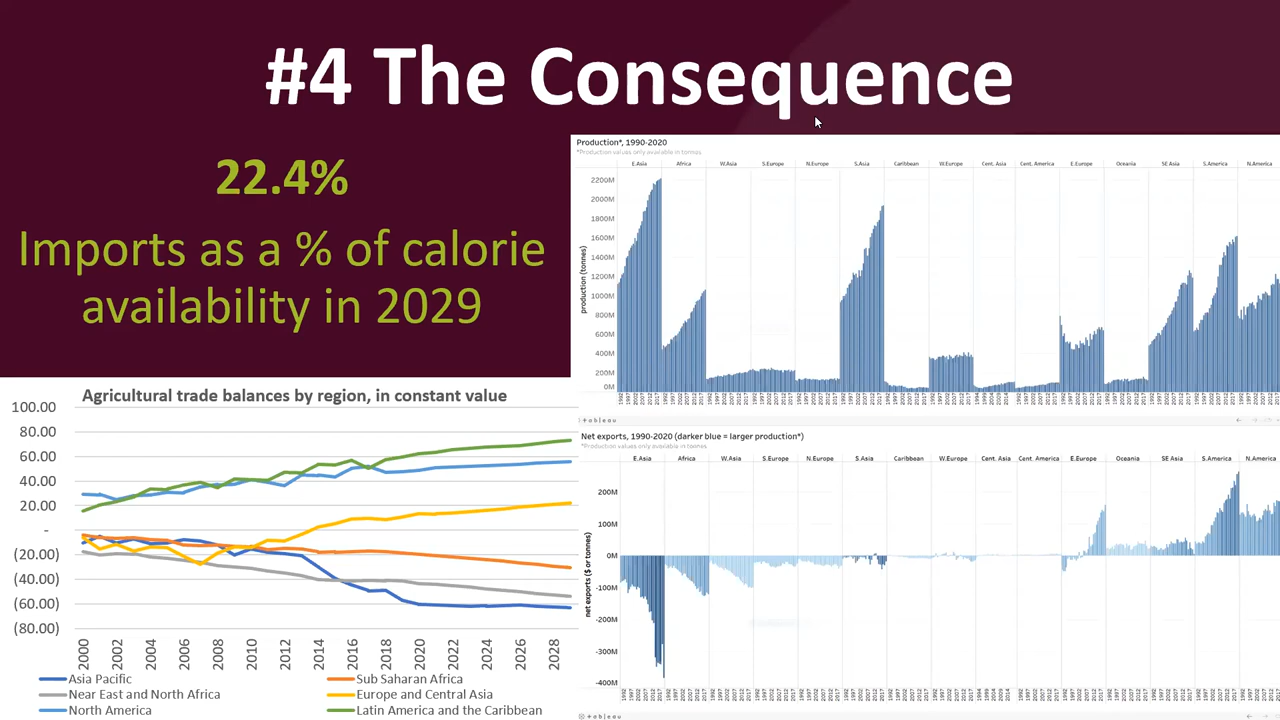 #4 The Consequence
22.4%
Imports as a % of calorie
availability in 2029
Agricultural trade balances by region, in constant value
100.00
80.00
60.00
40.00
20.00
-
(20.00)
(40.00)
(60.00)
(80.00)
2000 2002 2004 2006 2008 2010 2012 2014 2016 2018 2020 2022 2024 2026 2028
Asia Pacific Sub Saharan Africa
Near East and North Africa Europe and Central Asia
North America Latin America and the Caribbean
Production*, 1990-2020
*Production values only available in tonnes
E.Asia Africa W.Asia S.Europe N.Europe S.Asia Caribbean W.Europe Cent. Asia Cent. America E.Europe Oceania SE Asia S.America N.America
production (tonnes)
2200M
2000M
1800M
1600M
1400M
1200M
1000M
800M
600M
400M
200M
0M
+ableau
Net exports, 1990-2020 (darker blue = larger production*)
*Production values only available in tonnes
E.Asia Africa W.Asia S.Europe N.Europe S.Asia Caribbean W.Europe Cent. Asia Cent. America E.Europe Oceania SE Asia S.America N.America
net exports ($ or tonnes)
200M
100M
0M
-100M
-200M
-300M
-400M
+ableau